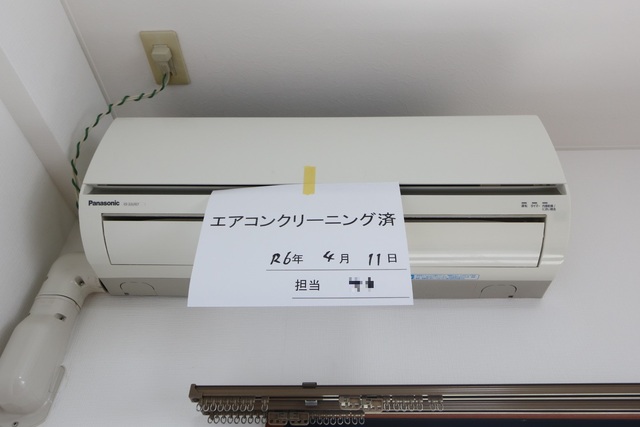 Panasonic
エアコンクリーニング済
R6年 4月 11日
担当